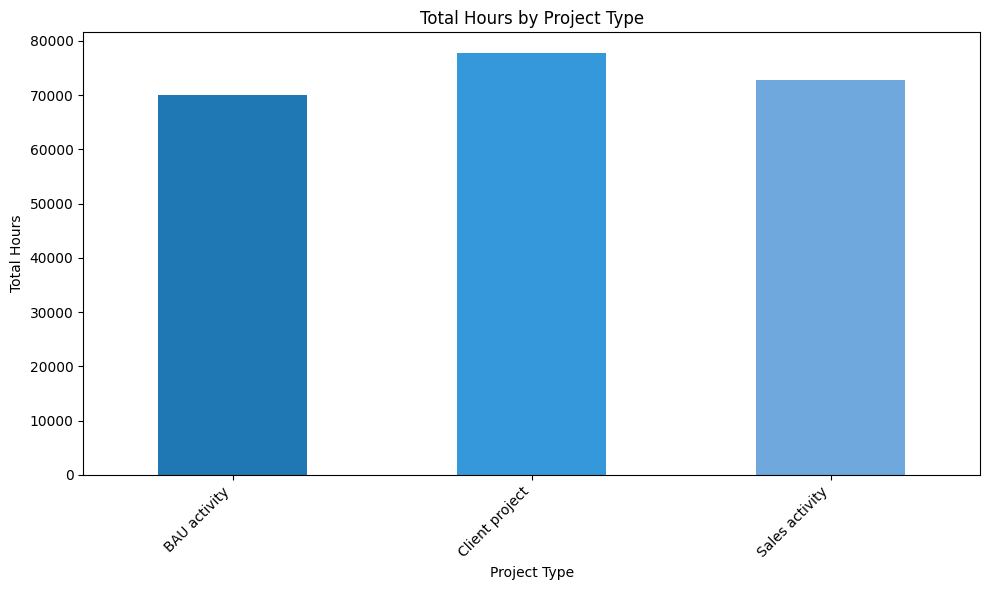 Total Hours by Project Type
80000
70000
60000
50000
40000
30000
20000
10000
0
Total Hours
BAU activity
Client project
Sales activity
Project Type